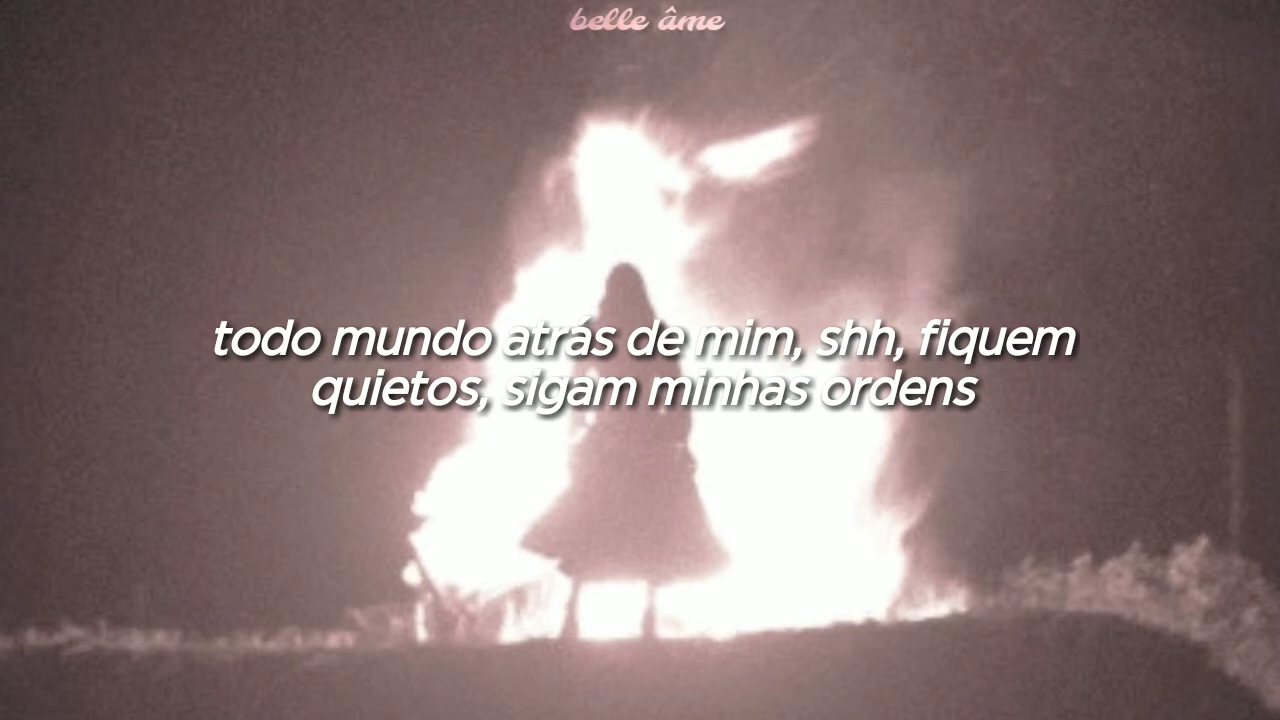 belle âme
todo mundo atrás de mim, shh, fiquem
quietos, sigam minhas ordens